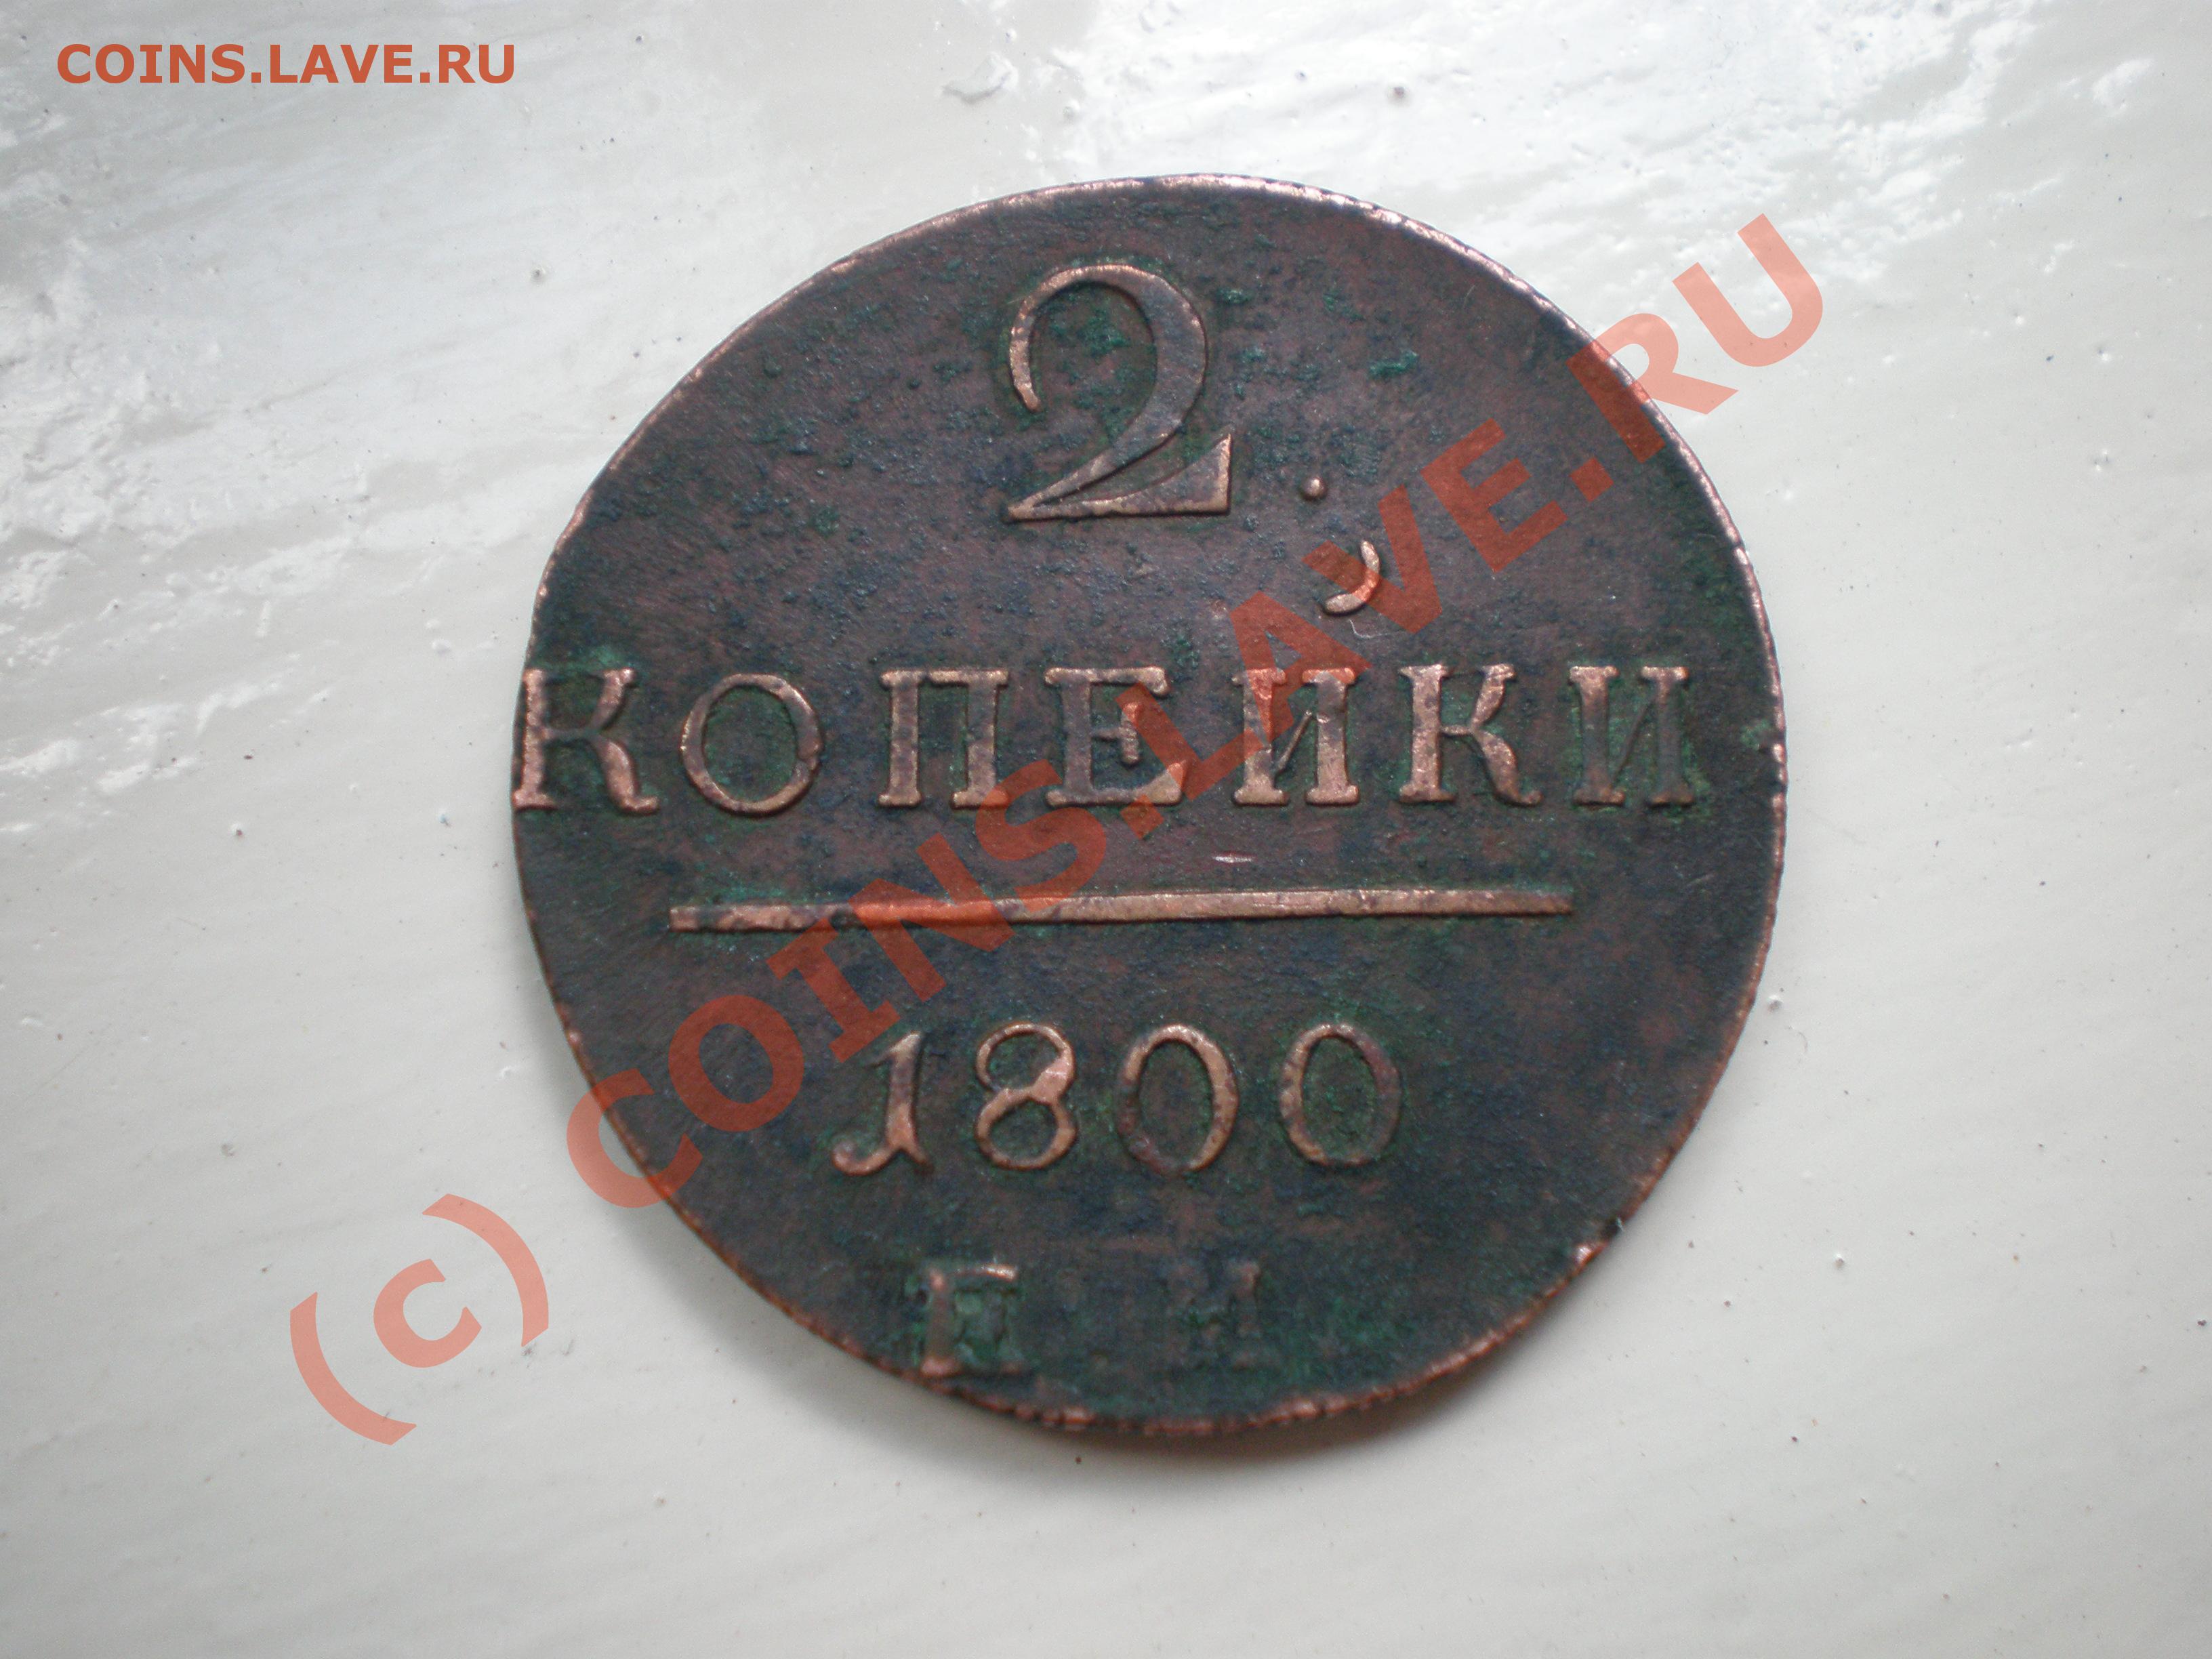 COINS.LAVE.RU
2.
КОПЕЙКИ
1800
Е М
(c) COINS.LAVE.RU